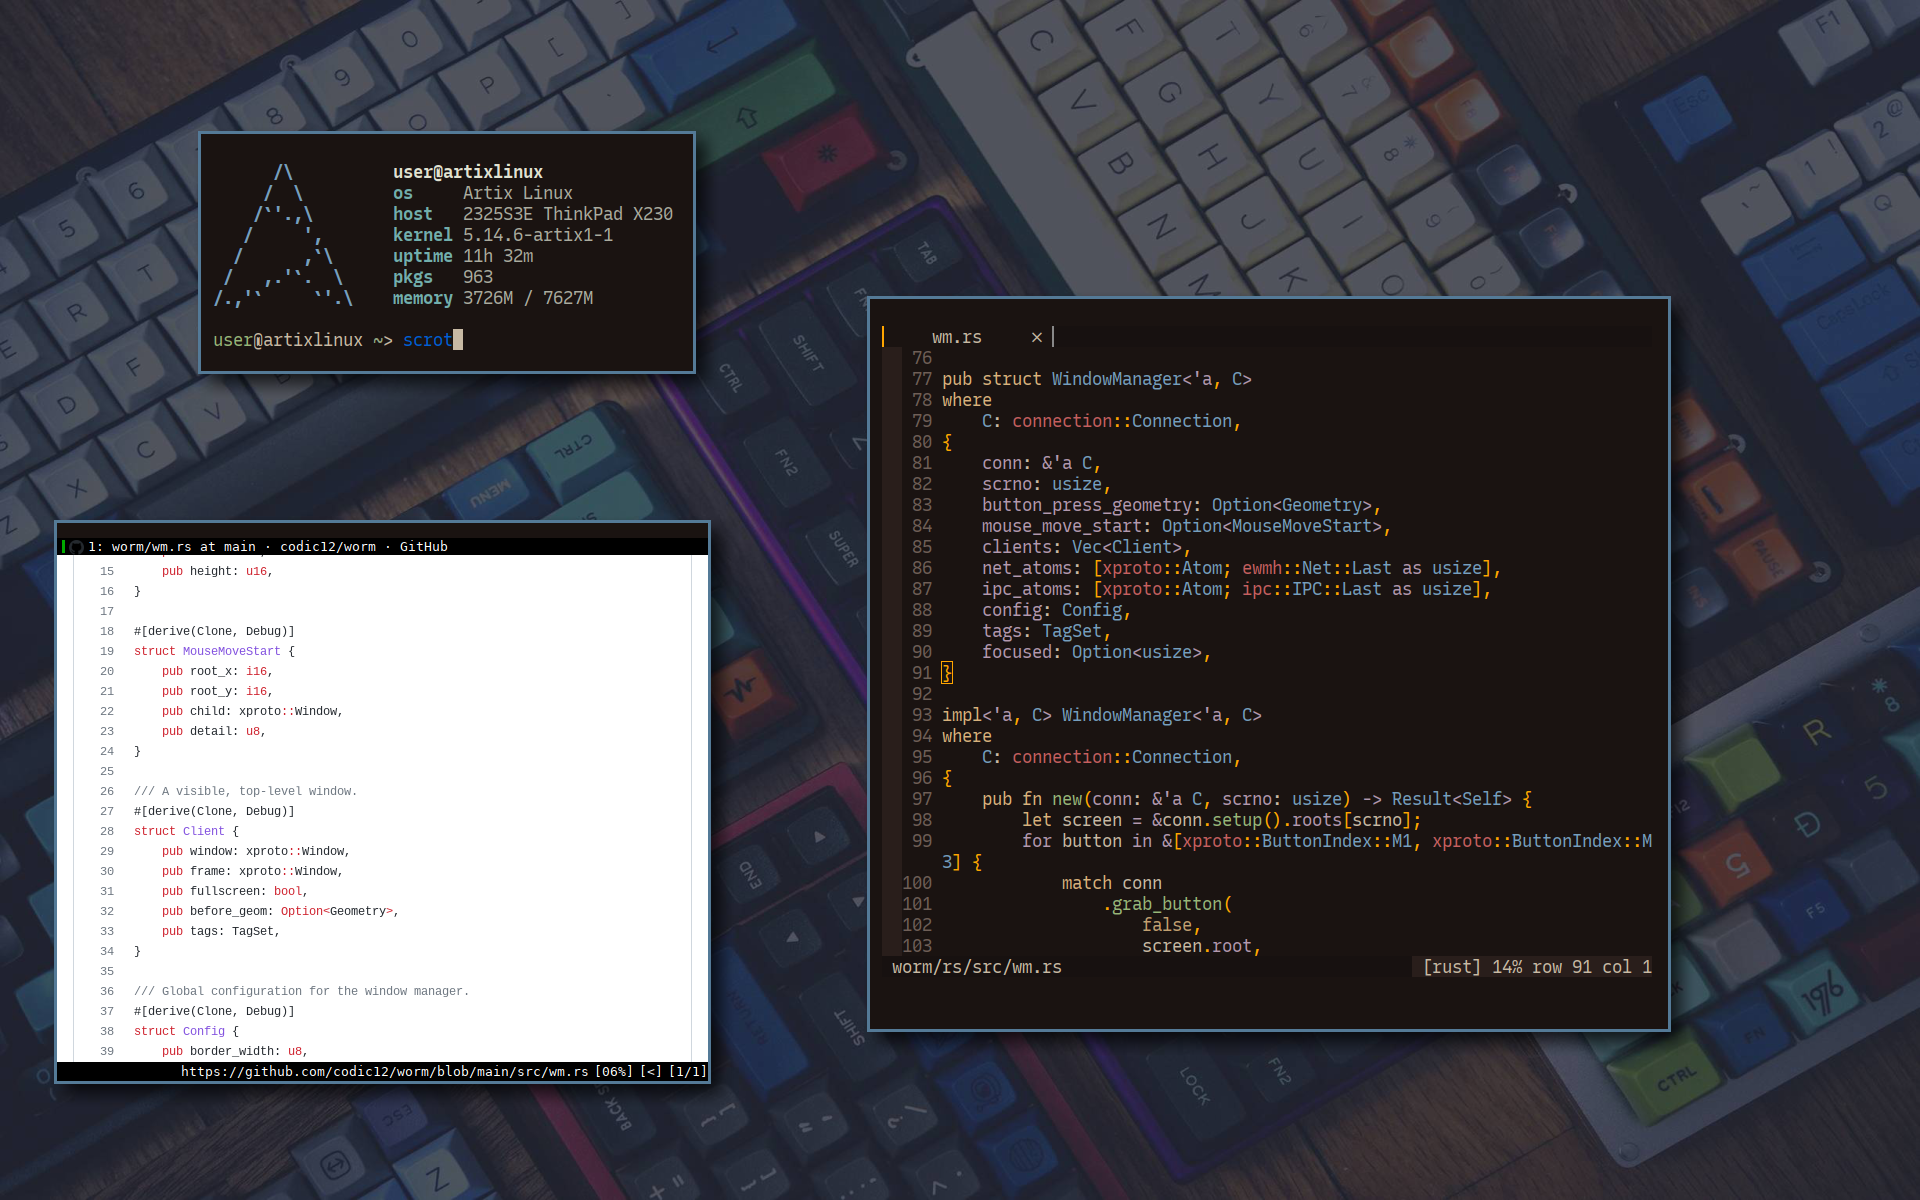 user@artixlinux
os Artix Linux
host 2325S3E ThinkPad X230
kernel 5.14.6-artix1-1
uptime 11h 32m
pkgs 963
memory 3726M / 7627M
user@artixlinux ~> scrot
1: worm/wm.rs at main · codic12/worm · GitHub
15 pub height: u16,
16 }
17
18 #[derive(Clone, Debug)]
19 struct MouseMoveStart {
20 pub root_x: i16,
21 pub root_y: i16,
22 pub child: xproto::Window,
23 pub detail: u8,
24 }
25
26 /// A visible, top-level window.
27 #[derive(Clone, Debug)]
28 struct Client {
29 pub window: xproto::Window,
30 pub frame: xproto::Window,
31 pub fullscreen: bool,
32 pub before_geom: Option<Geometry>,
33 pub tags: TagSet,
34 }
35
36 /// Global configuration for the window manager.
37 #[derive(Clone, Debug)]
38 struct Config {
39 pub border_width: u8,
https://github.com/codic12/worm/blob/main/src/wm.rs [06%] [<] [1/1]
wm.rs ×
76
77 pub struct WindowManager<'a, C>
78 where
79 C: connection::Connection,
80 {
81 conn: &'a C,
82 scrno: usize,
83 button_press_geometry: Option<Geometry>,
84 mouse_move_start: Option<MouseMoveStart>,
85 clients: Vec<Client>,
86 net_atoms: [xproto::Atom; ewmh::Net::Last as usize],
87 ipc_atoms: [xproto::Atom; ipc::IPC::Last as usize],
88 config: Config,
89 tags: TagSet,
90 focused: Option<usize>,
91 }
92
93 impl<'a, C> WindowManager<'a, C>
94 where
95 C: connection::Connection,
96 {
97 pub fn new(conn: &'a C, scrno: usize) -> Result<Self> {
98 let screen = &conn.setup().roots[scrno];
99 for button in &[xproto::ButtonIndex::M1, xproto::ButtonIndex::M
3] {
100 match conn
101 .grab_button(
102 false,
103 screen.root,
worm/rs/src/wm.rs [rust] 14% row 91 col 1